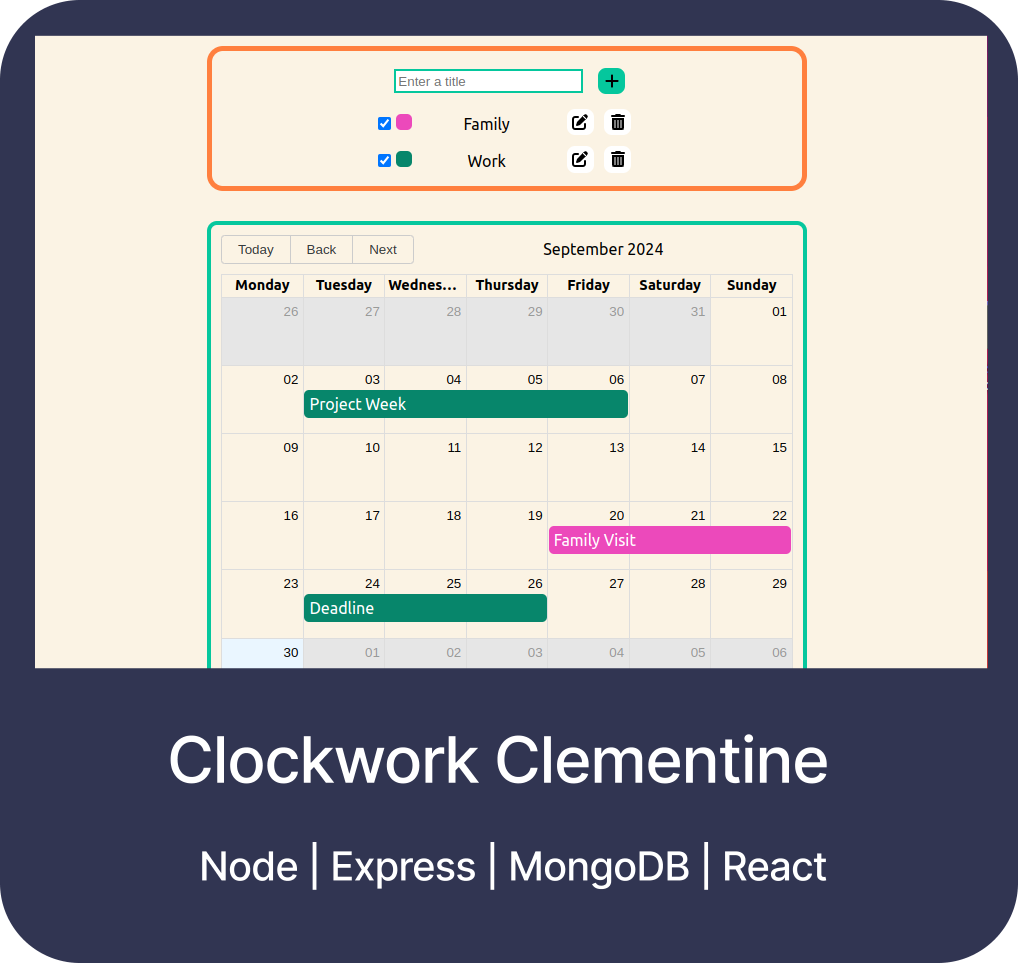 Enter a title
Family
Work
Today Back Next September 2024
Monday Tuesday Wednes... Thursday Friday Saturday Sunday
26 27 28 29 30 31 01
02 03 04 05 06 07 08
Project Week
09 10 11 12 13 14 15
16 17 18 19 20 21 22
Family Visit
23 24 25 26 27 28 29
Deadline
30 01 02 03 04 05 06
Clockwork Clementine
Node | Express | MongoDB | React